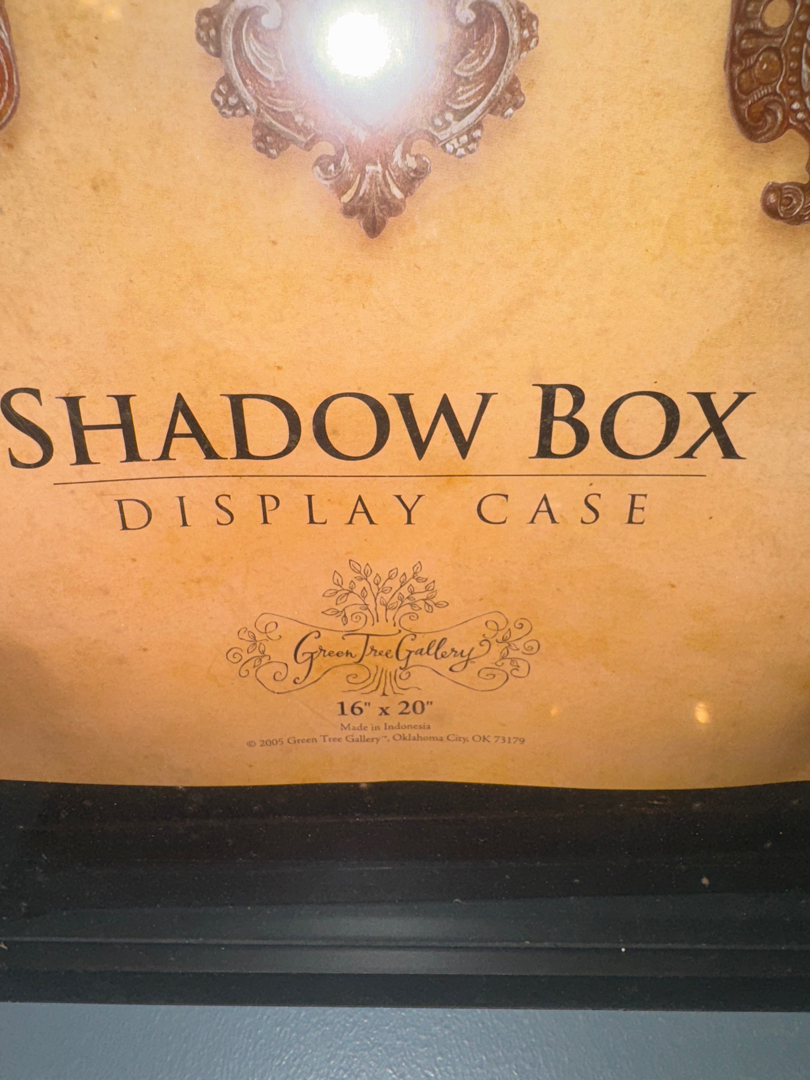 SHADOW BOX
DISPLAY CASE
Green Tree Gallery
16" x 20"
Made in Indonesia
© 2005 Green Tree Gallery™, Oklahoma City, OK 73179